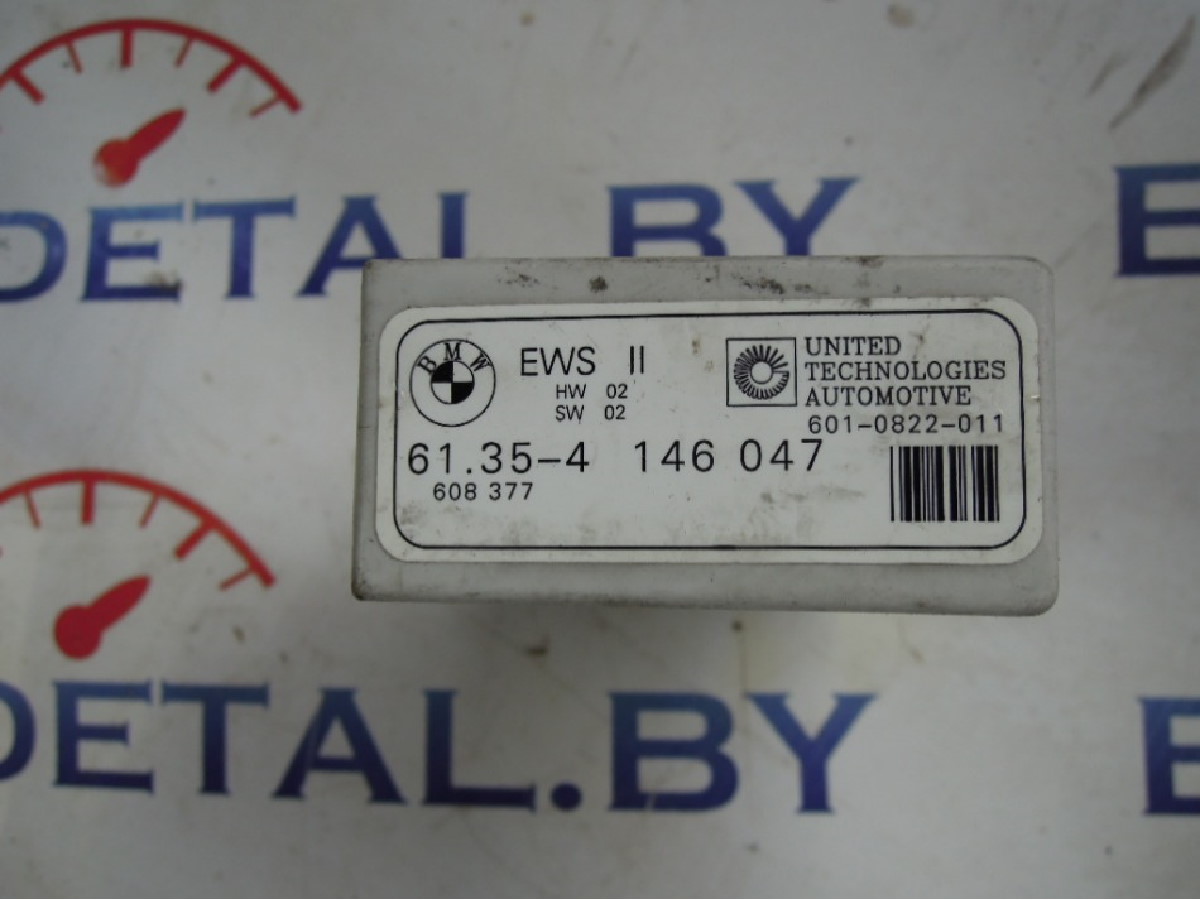 DETAL.BY
BMW
EWS II
HW 02
SW 02
UNITED
TECHNOLOGIES
AUTOMOTIVE
601-0822-011
61.35-4 146 047
608 377
DETAL.BY